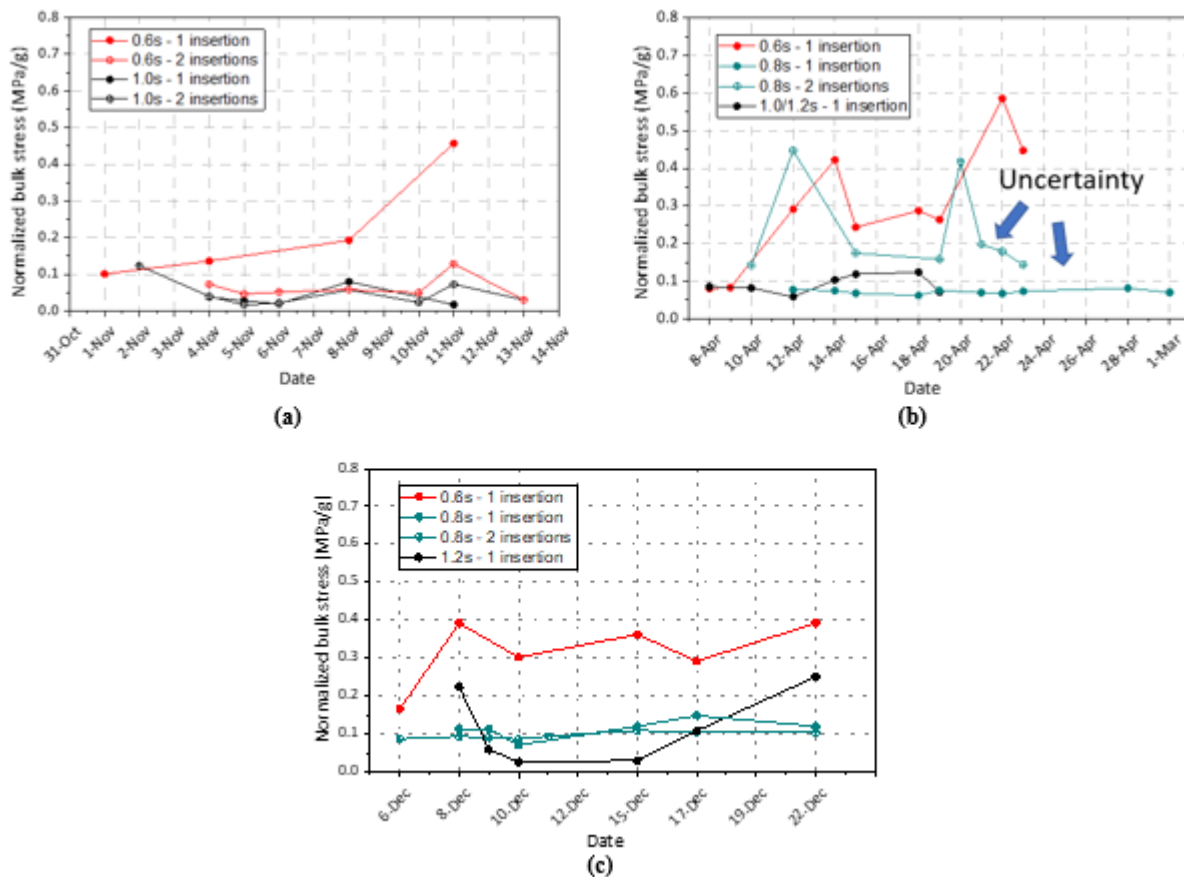 0.8
0.7
0.6
0.5
0.4
0.3
0.2
0.1
0.0
Normalized bulk stress (MPa/g)
0.6s - 1 insertion
0.6s - 2 insertions
1.0s - 1 insertion
1.0s - 2 insertions
31-Oct
1-Nov
2-Nov
3-Nov
4-Nov
5-Nov
6-Nov
8-Nov
9-Nov
10-Nov
11-Nov
12-Nov
13-Nov
14-Nov
Date
(a)
0.8
0.7
0.6
0.5
0.4
0.3
0.2
0.1
0.0
Normalized bulk stress (MPa/g)
0.6s - 1 insertion
0.8s - 1 insertion
0.8s - 2 insertions
1.0/1.2s - 1 insertion
Uncertainty
8-Apr
10-Apr
12-Apr
14-Apr
16-Apr
18-Apr
20-Apr
22-Apr
24-Apr
26-Apr
28-Apr
1-Mar
Date
(b)
0.8
0.7
0.6
0.5
0.4
0.3
0.2
0.1
0.0
Normalized bulk stress (MPa/g)
0.6s - 1 insertion
0.8s - 1 insertion
0.8s - 2 insertions
1.2s - 1 insertion
6-Dec
8-Dec
10-Dec
12-Dec
15-Dec
17-Dec
19-Dec
22-Dec
Date
(c)